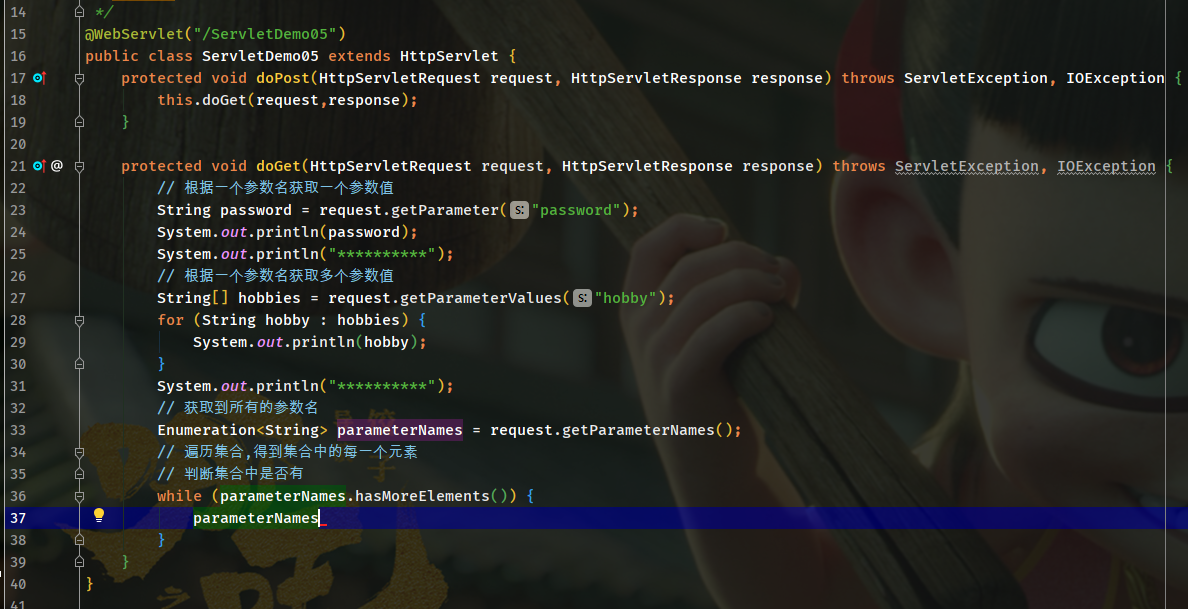 14 */
15 @WebServlet("/ServletDemo05")
16 public class ServletDemo05 extends HttpServlet {
17 protected void doPost(HttpServletRequest request, HttpServletResponse response) throws ServletException, IOException {
18 this.doGet(request,response);
19 }
20
21 @ protected void doGet(HttpServletRequest request, HttpServletResponse response) throws ServletException, IOException {
22 // 根据一个参数名获取一个参数值
23 String password = request.getParameter( s: "password");
24 System.out.println(password);
25 System.out.println("**********");
26 // 根据一个参数名获取多个参数值
27 String[] hobbies = request.getParameterValues( s: "hobby");
28 for (String hobby : hobbies) {
29 System.out.println(hobby);
30 }
31 System.out.println("**********");
32 // 获取到所有的参数名
33 Enumeration<String> parameterNames = request.getParameterNames();
34 // 遍历集合,得到集合中的每一个元素
35 // 判断集合中是否有
36 while (parameterNames.hasMoreElements()) {
37 parameterNames
38 }
39 }
40 }
41